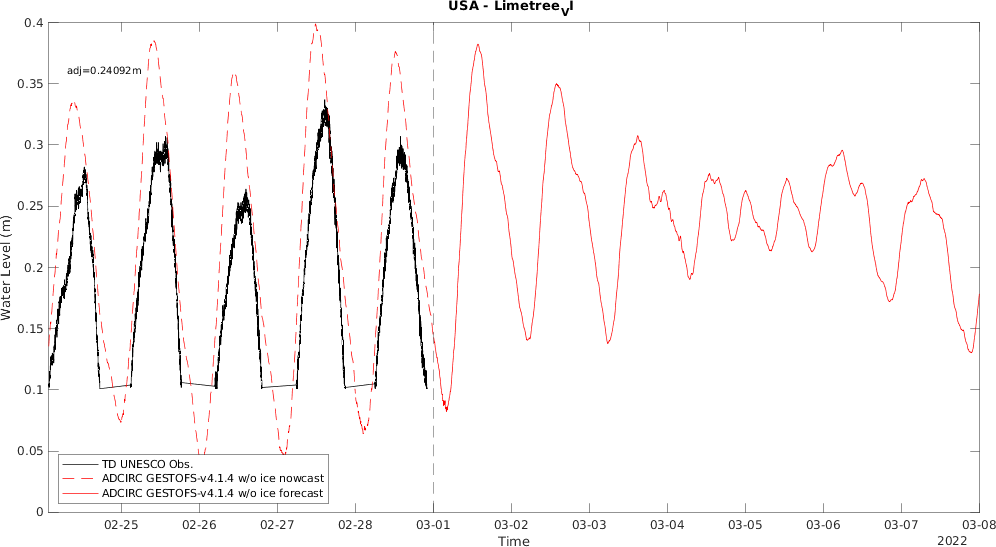 USA - Limetree_VI
0.4
adj=0.24092m
0.35
0.3
0.25
0.2
0.15
0.1
0.05
0
Water Level (m)
TD UNESCO Obs.
ADCIRC GESTOFS-v4.1.4 w/o ice nowcast
ADCIRC GESTOFS-v4.1.4 w/o ice forecast
02-25 02-26 02-27 02-28 03-01 03-02 03-03 03-04 03-05 03-06 03-07 03-08
Time
2022